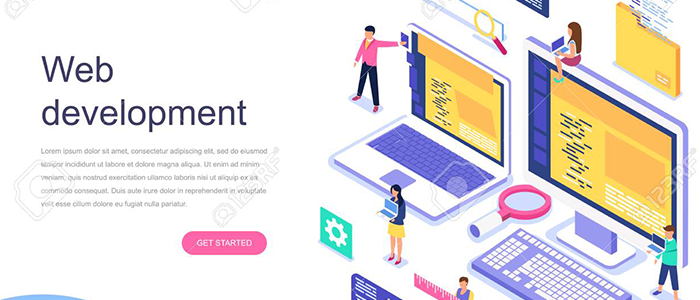 Web
development
Lorem ipsum dolor sit amet, consectetur adipiscing elit, sed do eiusmod
tempor incididunt ut labore et dolore magna aliqua. Ut enim ad minim
veniam, quis nostrud exercitation ullamco laboris nisi ut aliquip ex ea
commodo consequat. Duis aute irure dolor in reprehenderit in voluptate
velit esse cillum dolore eu fugiat nulla pariatur.
GET STARTED
123RF